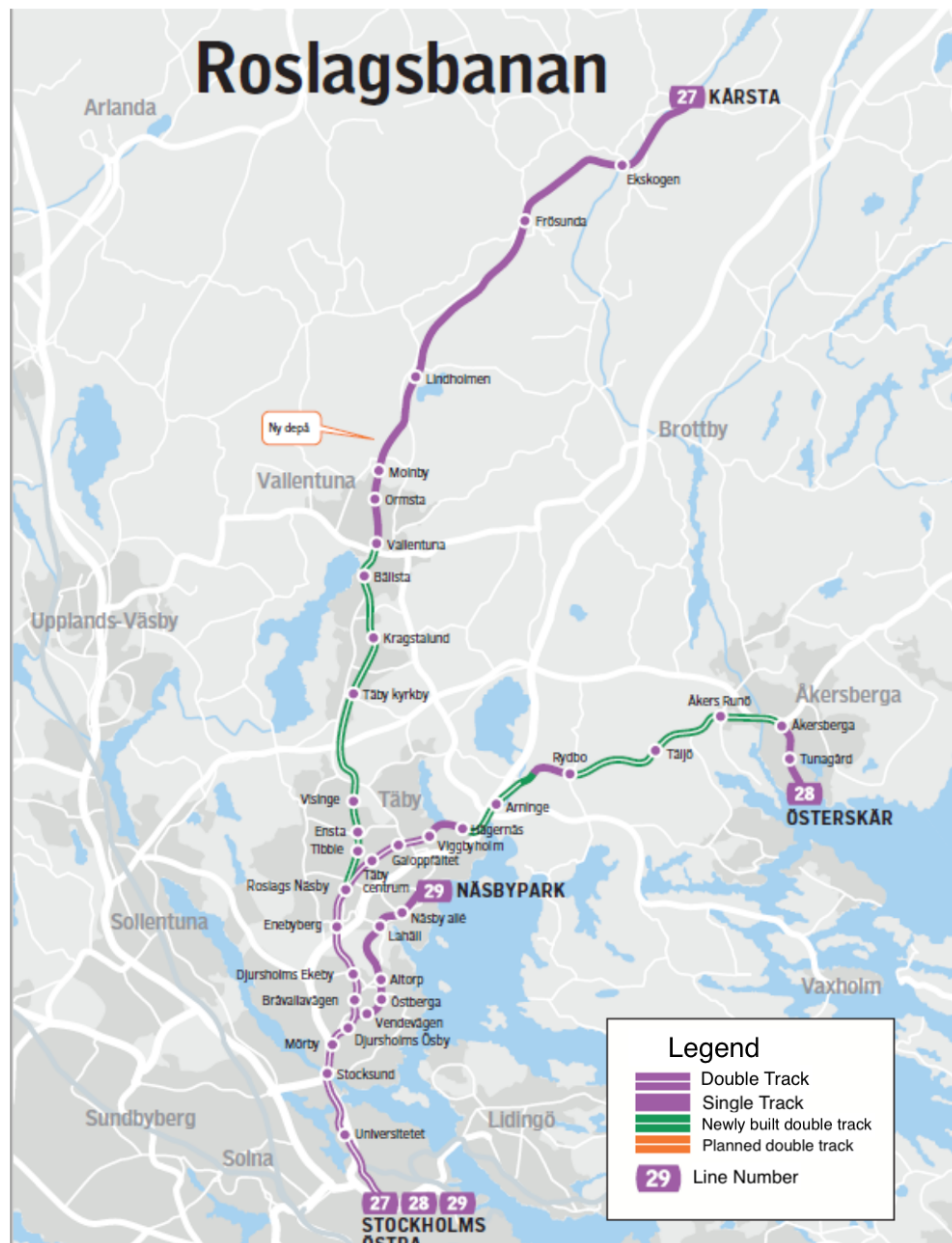 Roslagsbanan
Arlanda
27 KÅRSTA
Ekskogen
Frösunda
Lindholmen
Ny depå
Brottby
Molnby
Vallentuna
Ormsta
Vallentuna
Bällsta
Upplands-Väsby
Kragstalund
Täby kyrkby
Åkers Runö
Åkersberga
Åkersberga
Rydbo
Täljö
Tunagård
28
ÖSTERSKÄR
Visinge
Täby
Arninge
Ensta
Hägernäs
Tibble
Viggbyholm
Galoppfältet
Roslags Näsby
Täby
centrum
29 NÄSBYPARK
Näsby allé
Sollentuna
Enebyberg
Lahäll
Djursholms Ekeby
Altorp
Vaxholm
Bråvallavägen
Östberga
Vendevägen
Djursholms Ösby
Mörby
Stocksund
Sundbyberg
Lidingö
Universitetet
Solna
27 28 29
STOCKHOLMS
ÖSTRA
Legend
Double Track
Single Track
Newly built double track
Planned double track
29 Line Number